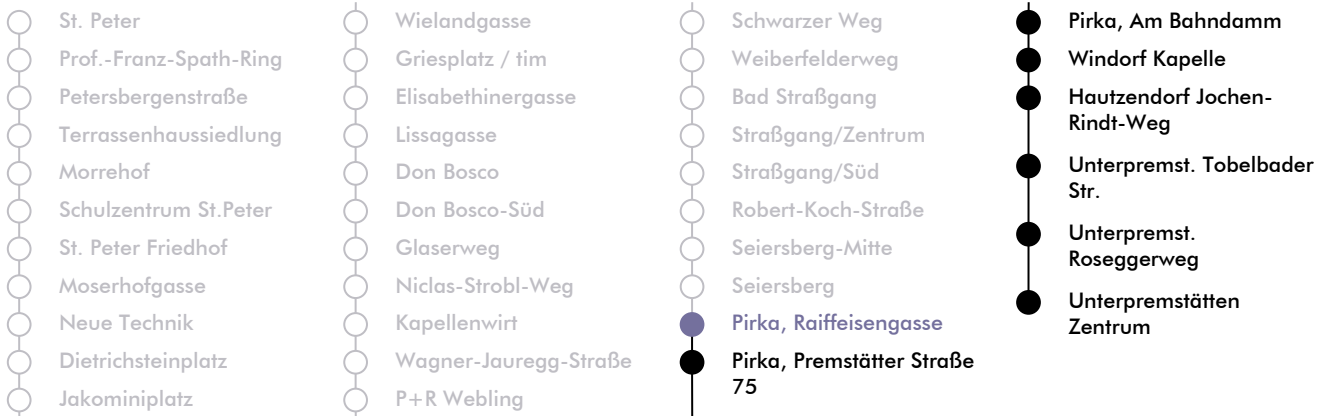 St. Peter
Prof.-Franz-Spath-Ring
Petersbergenstraße
Terrassenhaussiedlung
Morrehof
Schulzentrum St.Peter
St. Peter Friedhof
Moserhofgasse
Neue Technik
Dietrichsteinplatz
Jakominiplatz
Wielandgasse
Griesplatz / tim
Elisabethinergasse
Lissagasse
Don Bosco
Don Bosco-Süd
Glaserweg
Niclas-Strobl-Weg
Kapellenwirt
Wagner-Jauregg-Straße
P+R Webling
Schwarzer Weg
Weiberfelderweg
Bad Straßgang
Straßgang/Zentrum
Straßgang/Süd
Robert-Koch-Straße
Seiersberg-Mitte
Seiersberg
Pirka, Raiffeisengasse
Pirka, Premstätter Straße
75
Pirka, Am Bahndamm
Windorf Kapelle
Hautzendorf Jochen-
Rindt-Weg
Unterpremst. Tobelbader
Str.
Unterpremst.
Roseggerweg
Unterpremstätten
Zentrum